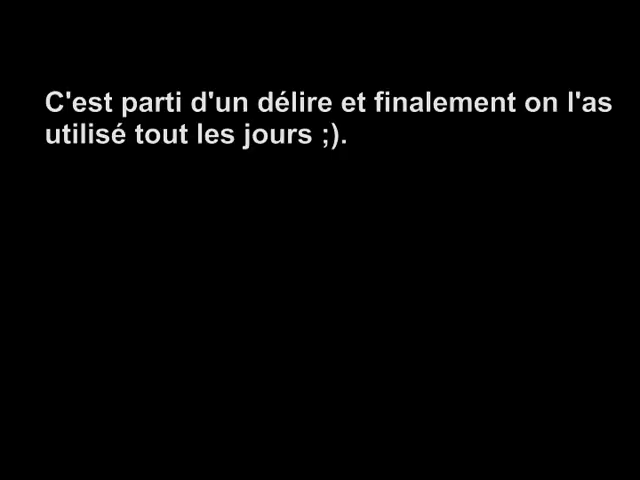 C'est parti d'un délire et finalement on l'as
utilisé tout les jours ;).